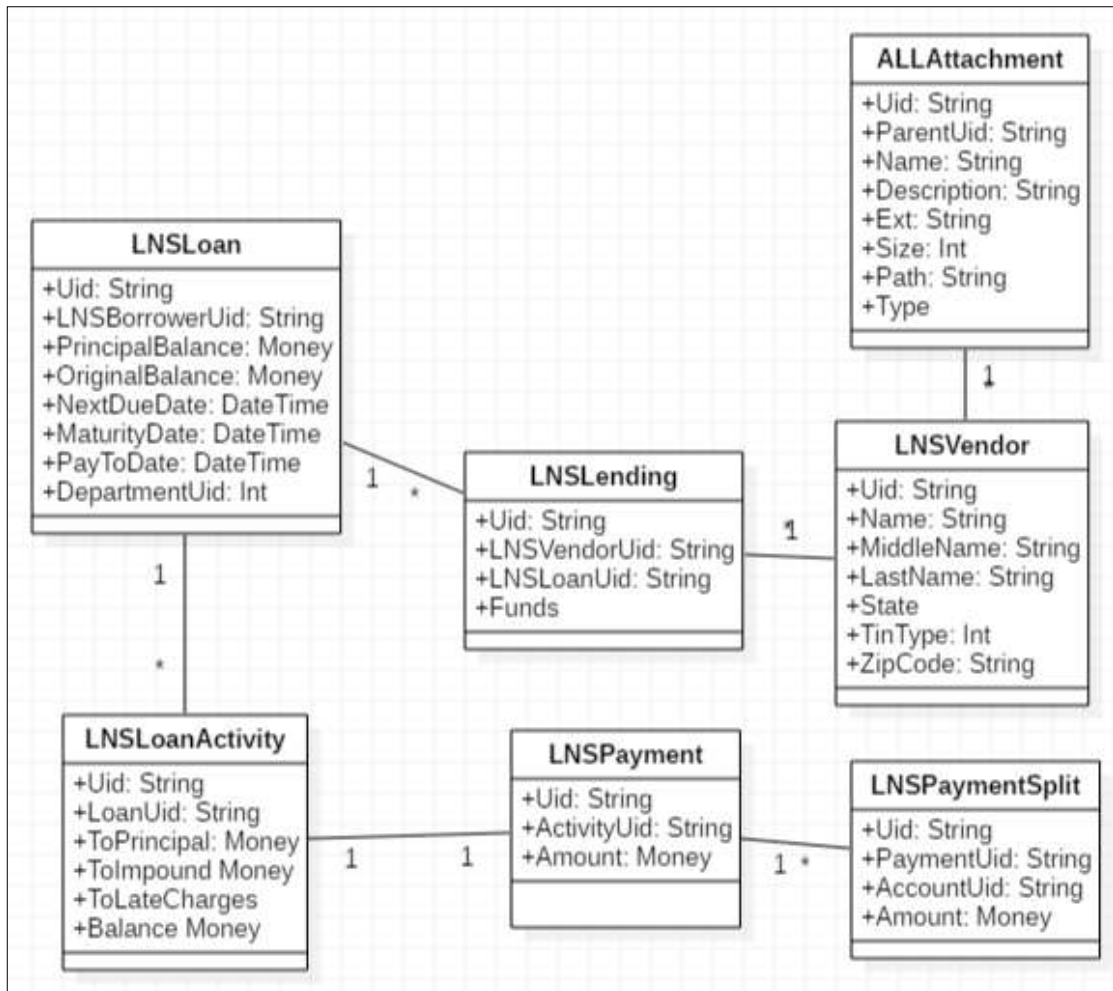 ALLAttachment
+Uid: String
+ParentUid: String
+Name: String
+Description: String
+Ext: String
+Size: Int
+Path: String
+Type
LNSLoan
+Uid: String
+LNSBorrowerUid: String
+PrincipalBalance: Money
+OriginalBalance: Money
+NextDueDate: DateTime
+MaturityDate: DateTime
+PayToDate: DateTime
+DepartmentUid: Int
1
LNSVendor
+Uid: String
+Name: String
+MiddleName: String
+LastName: String
+State
+TinType: Int
+ZipCode: String
1
*
LNSLending
+Uid: String
+LNSVendorUid: String
+LNSLoanUid: String
+Funds
1
1
*
LNSLoanActivity
+Uid: String
+LoanUid: String
+ToPrincipal: Money
+ToImpound Money
+ToLateCharges
+Balance Money
1
1
LNSPayment
+Uid: String
+ActivityUid: String
+Amount: Money
1 *
LNSPaymentSplit
+Uid: String
+PaymentUid: String
+AccountUid: String
+Amount: Money